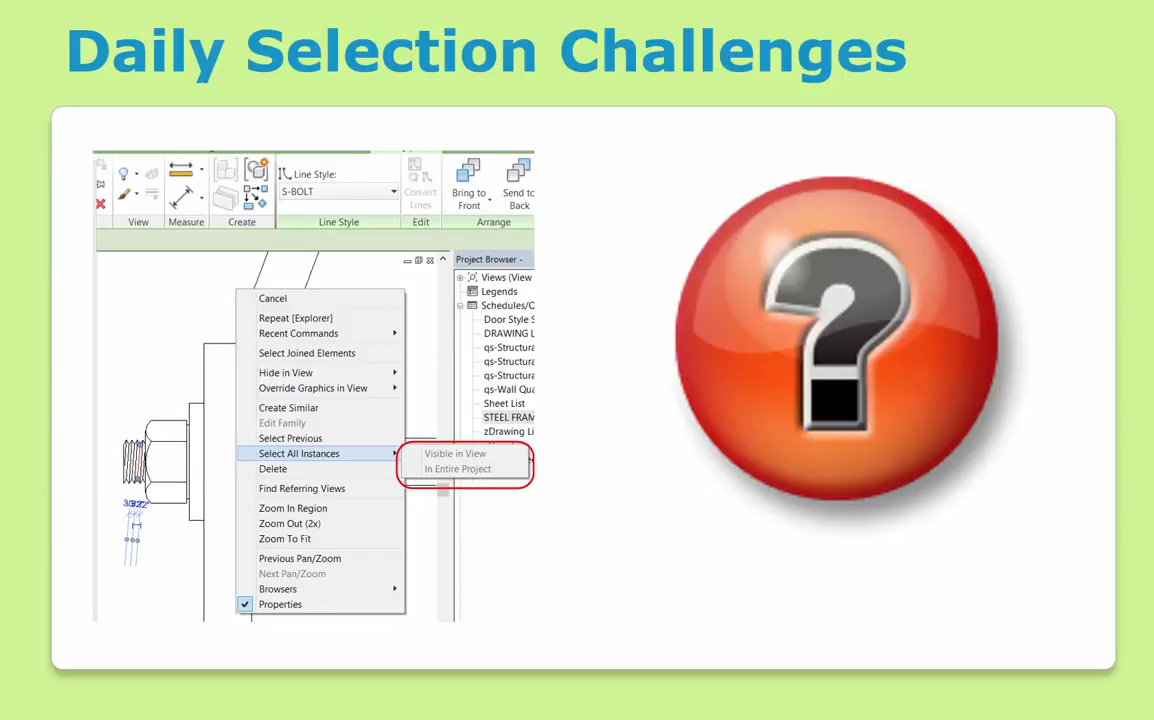 Daily Selection Challenges
Line Style:
S-BOLT
Convert Lines
Bring to Front
Send to Back
View
Measure
Create
Line Style
Edit
Arrange
Project Browser -
Views (View
Legends
Schedules/Q
Door Style S
DRAWING L
qs-Structura
qs-Structura
qs-Structura
qs-Wall Qua
Sheet List
STEEL FRAM
zDrawing Li
Cancel
Repeat [Explorer]
Recent Commands
Select Joined Elements
Hide in View
Override Graphics in View
Create Similar
Edit Family
Select Previous
Select All Instances
Visible in View
In Entire Project
Delete
Find Referring Views
Zoom In Region
Zoom Out (2x)
Zoom To Fit
Previous Pan/Zoom
Next Pan/Zoom
Browsers
Properties
?